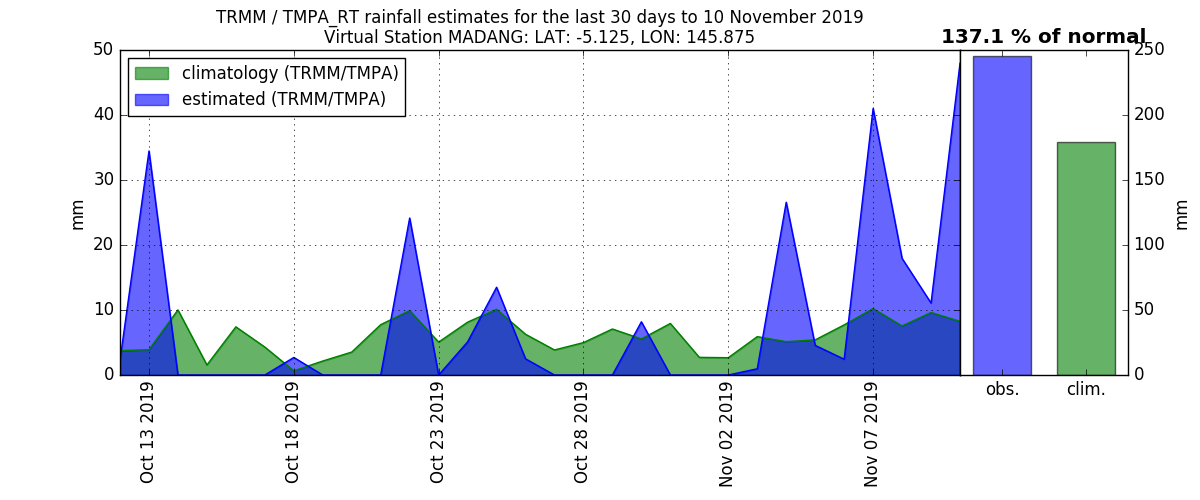 TRMM / TMPA_RT rainfall estimates for the last 30 days to 10 November 2019
Virtual Station MADANG: LAT: -5.125, LON: 145.875
137.1 % of normal
climatology (TRMM/TMPA)
estimated (TRMM/TMPA)
50
40
30
20
10
0
mm
Oct 13 2019
Oct 18 2019
Oct 23 2019
Oct 28 2019
Nov 02 2019
Nov 07 2019
obs.
clim.
250
200
150
100
50
0
mm